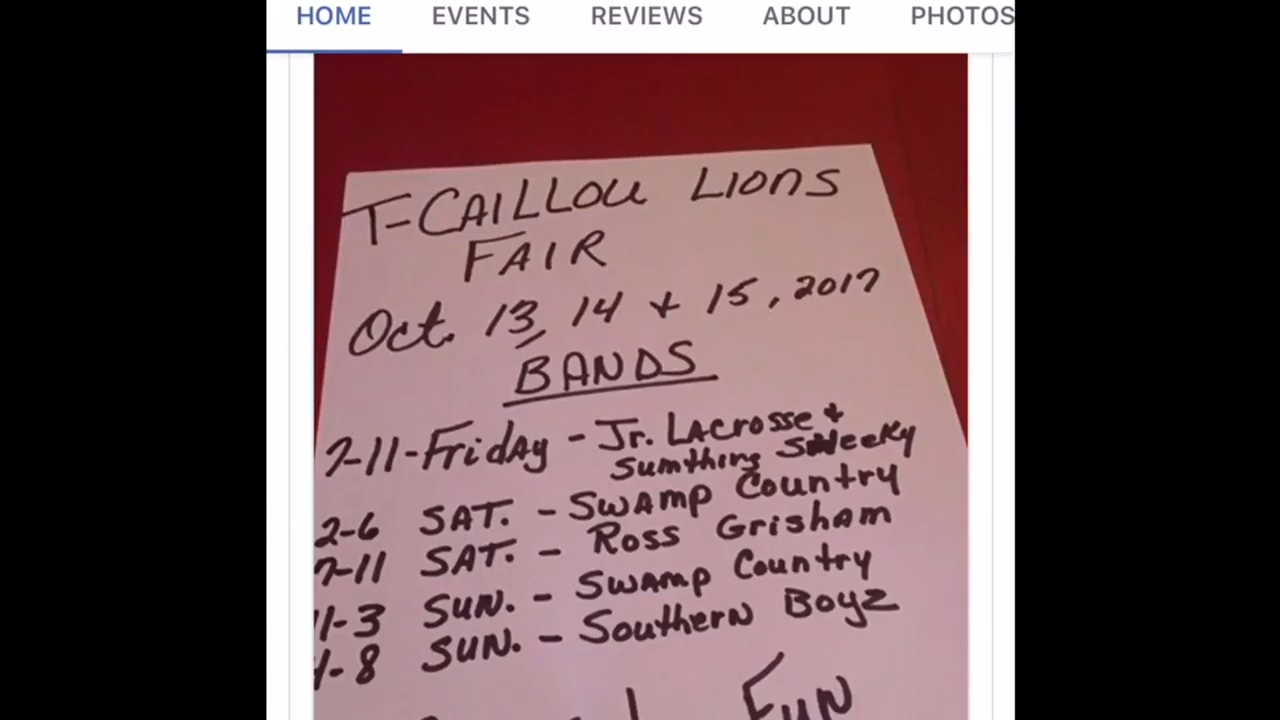 HOME EVENTS REVIEWS ABOUT PHOTOS
T-CAILLOU LIONS
FAIR
Oct. 13, 14 + 15, 2017
BANDS
7-11-Friday - Jr. Lacrosse +
Sumthing Sneeky
2-6 SAT. - Swamp Country
7-11 SAT. - Ross Grisham
11-3 SUN. - Swamp Country
4-8 SUN. - Southern Boyz
FUN